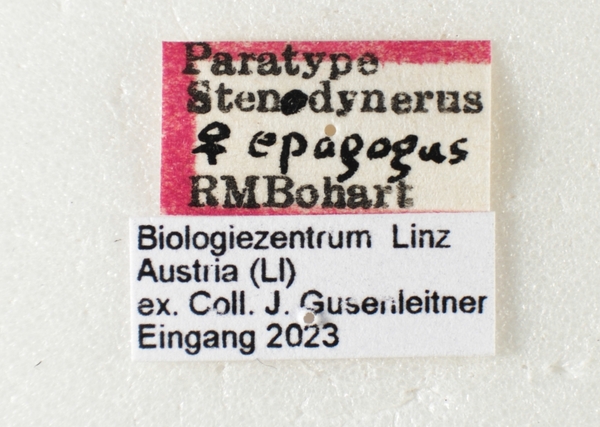 Paratype
Stenodynerus
♀ epagogus
RMBohart
Biologiezentrum Linz
Austria (LI)
ex. Coll. J. Gusenleitner
Eingang 2023